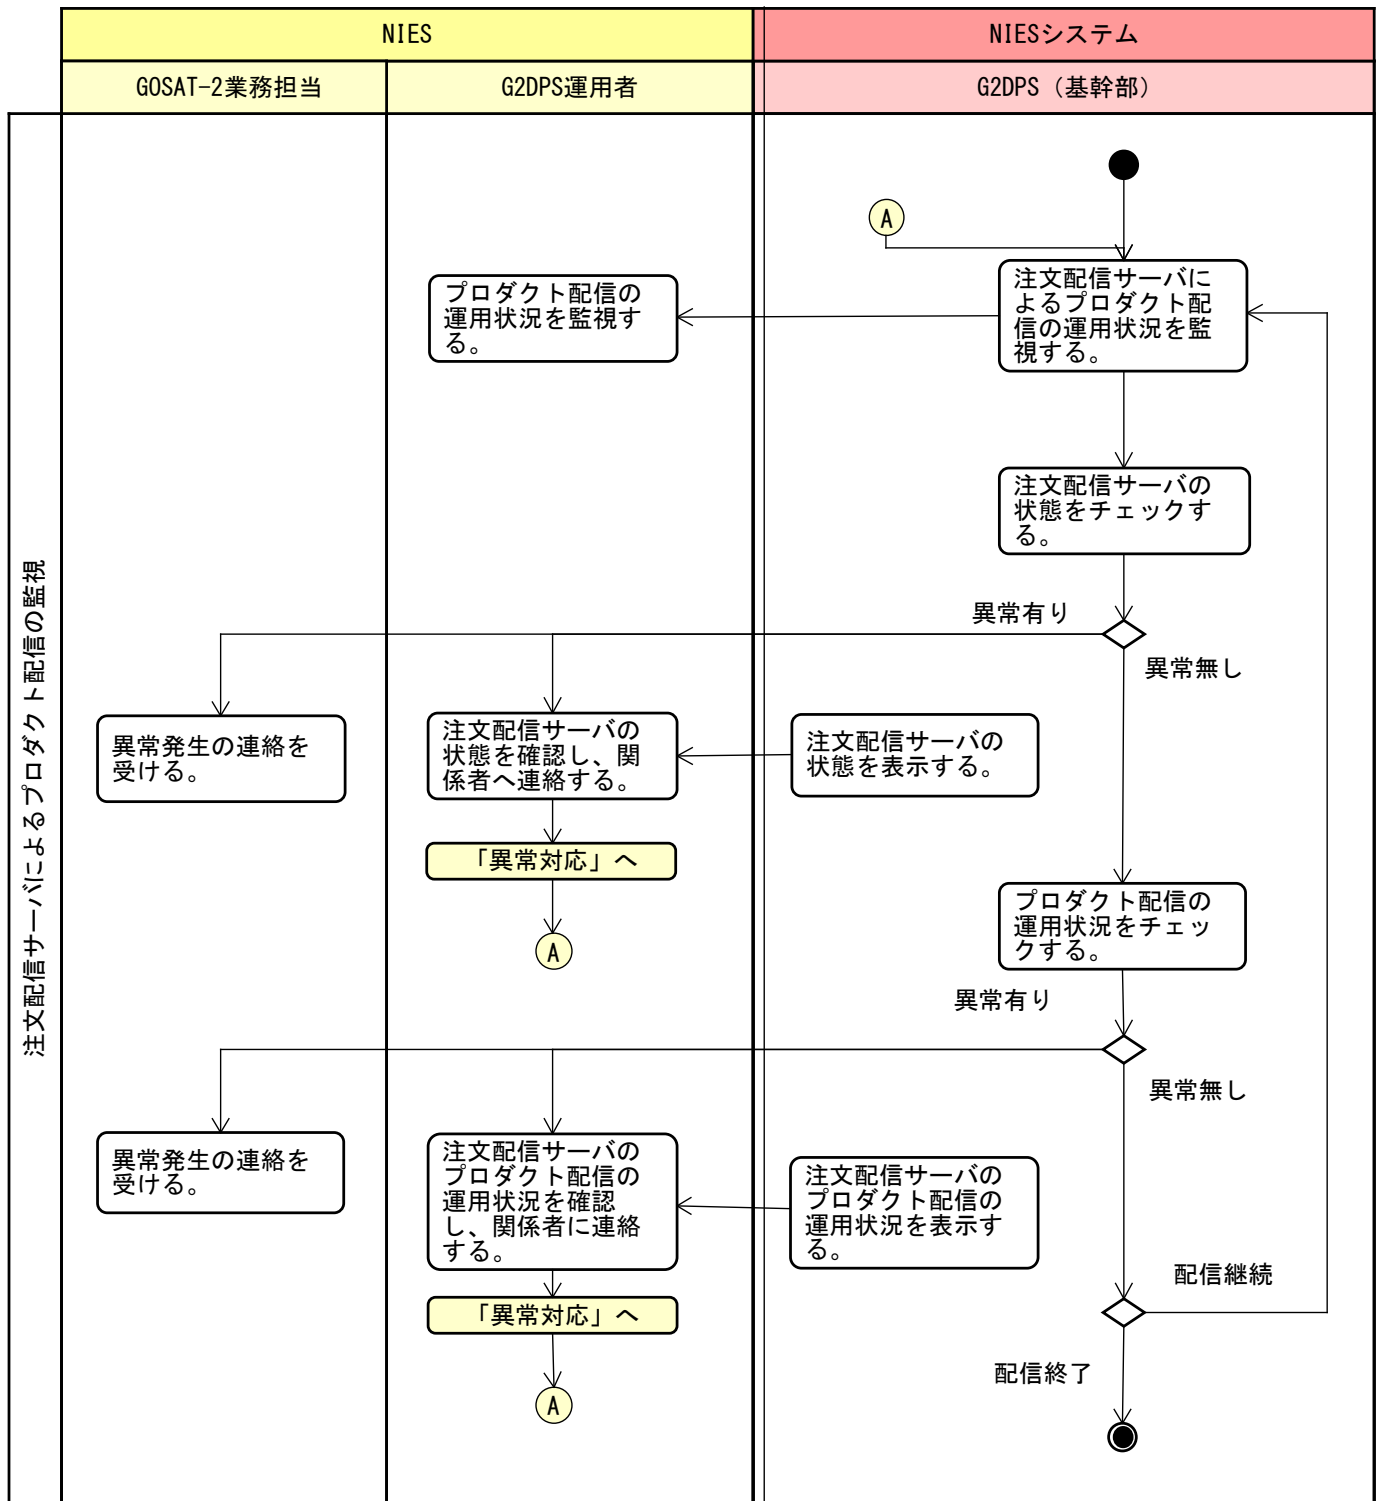 NIES
NIESシステム
GOSAT-2業務担当
G2DPS運用者
G2DPS（基幹部）
注文配信サーバによるプロダクト配信の監視
A
プロダクト配信の
運用状況を監視す
る。
注文配信サーバに
よるプロダクト配
信の運用状況を監
視する。
注文配信サーバの
状態をチェックす
る。
異常有り
異常無し
異常発生の連絡を
受ける。
注文配信サーバの
状態を確認し、関
係者へ連絡する。
注文配信サーバの
状態を表示する。
「異常対応」へ
A
プロダクト配信の
運用状況をチェッ
クする。
異常有り
異常無し
異常発生の連絡を
受ける。
注文配信サーバの
プロダクト配信の
運用状況を確認
し、関係者に連絡
する。
注文配信サーバの
プロダクト配信の
運用状況を表示す
る。
配信継続
「異常対応」へ
配信終了
A